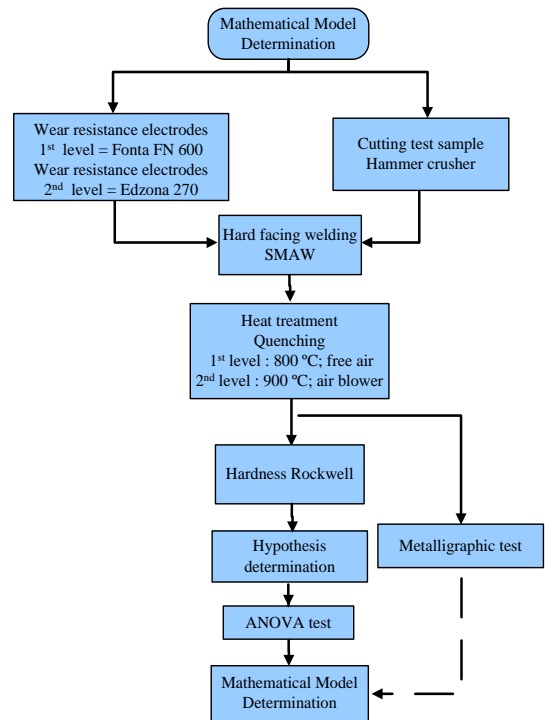 Mathematical Model
Determination
Wear resistance electrodes
1st level = Fonta FN 600
Wear resistance electrodes
2nd level = Edzona 270
Cutting test sample
Hammer crusher
Hard facing welding
SMAW
Heat treatment
Quenching
1st level : 800 ºC; free air
2nd level : 900 ºC; air blower
Hardness Rockwell
Metalligraphic test
Hypothesis
determination
ANOVA test
Mathematical Model
Determination